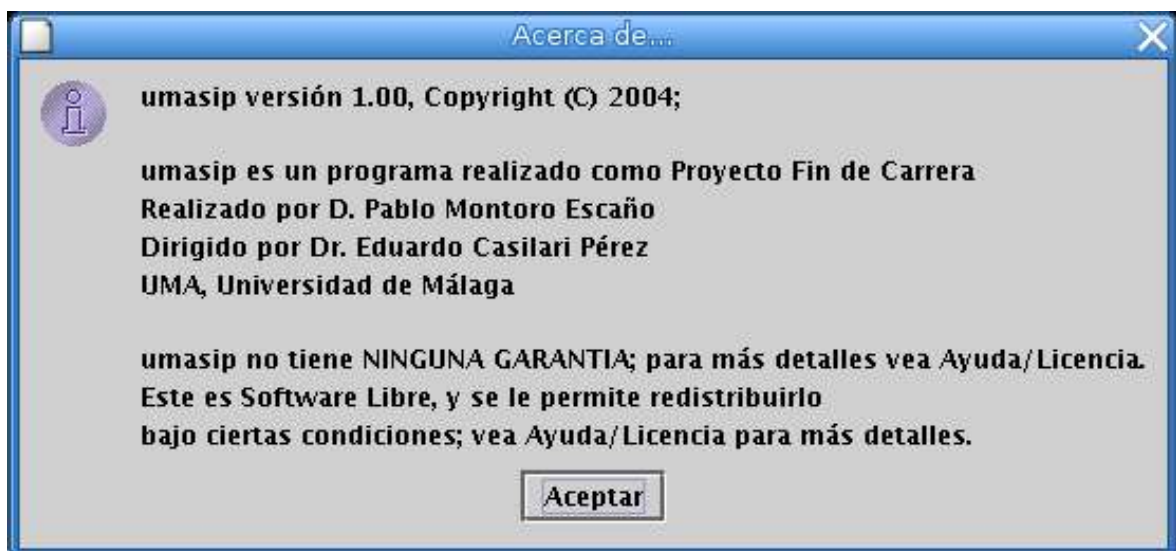 Acerca de...
umasip versión 1.00, Copyright (C) 2004;
umasip es un programa realizado como Proyecto Fin de Carrera
Realizado por D. Pablo Montoro Escaño
Dirigido por Dr. Eduardo Casilari Pérez
UMA, Universidad de Málaga
umasip no tiene NINGUNA GARANTIA; para más detalles vea Ayuda/Licencia.
Este es Software Libre, y se le permite redistribuirlo
bajo ciertas condiciones; vea Ayuda/Licencia para más detalles.
Aceptar